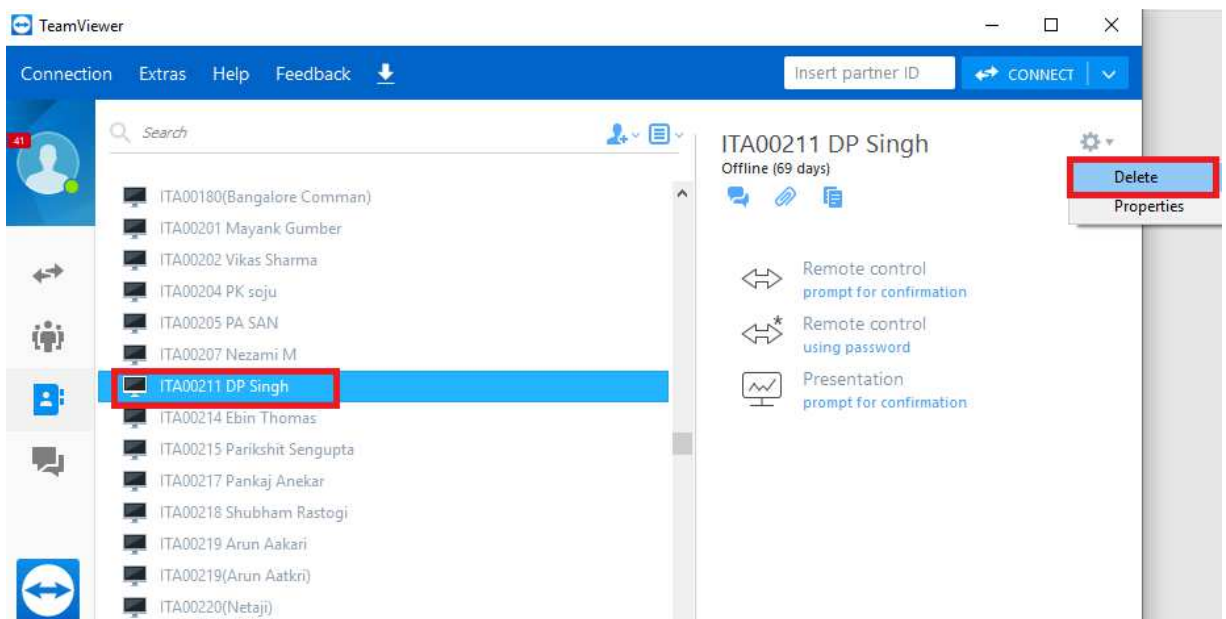 TeamViewer
Connection Extras Help Feedback
Insert partner ID
CONNECT
41
Search
ITA00180(Bangalore Comman)
ITA00201 Mayank Gumber
ITA00202 Vikas Sharma
ITA00204 PK soju
ITA00205 PA SAN
ITA00207 Nezami M
ITA00211 DP Singh
ITA00214 Ebin Thomas
ITA00215 Parikshit Sengupta
ITA00217 Pankaj Anekar
ITA00218 Shubham Rastogi
ITA00219 Arun Aakari
ITA00219(Arun Aatkri)
ITA00220(Netaji)
ITA00211 DP Singh
Offline (69 days)
Delete
Properties
Remote control
prompt for confirmation
Remote control
using password
Presentation
prompt for confirmation